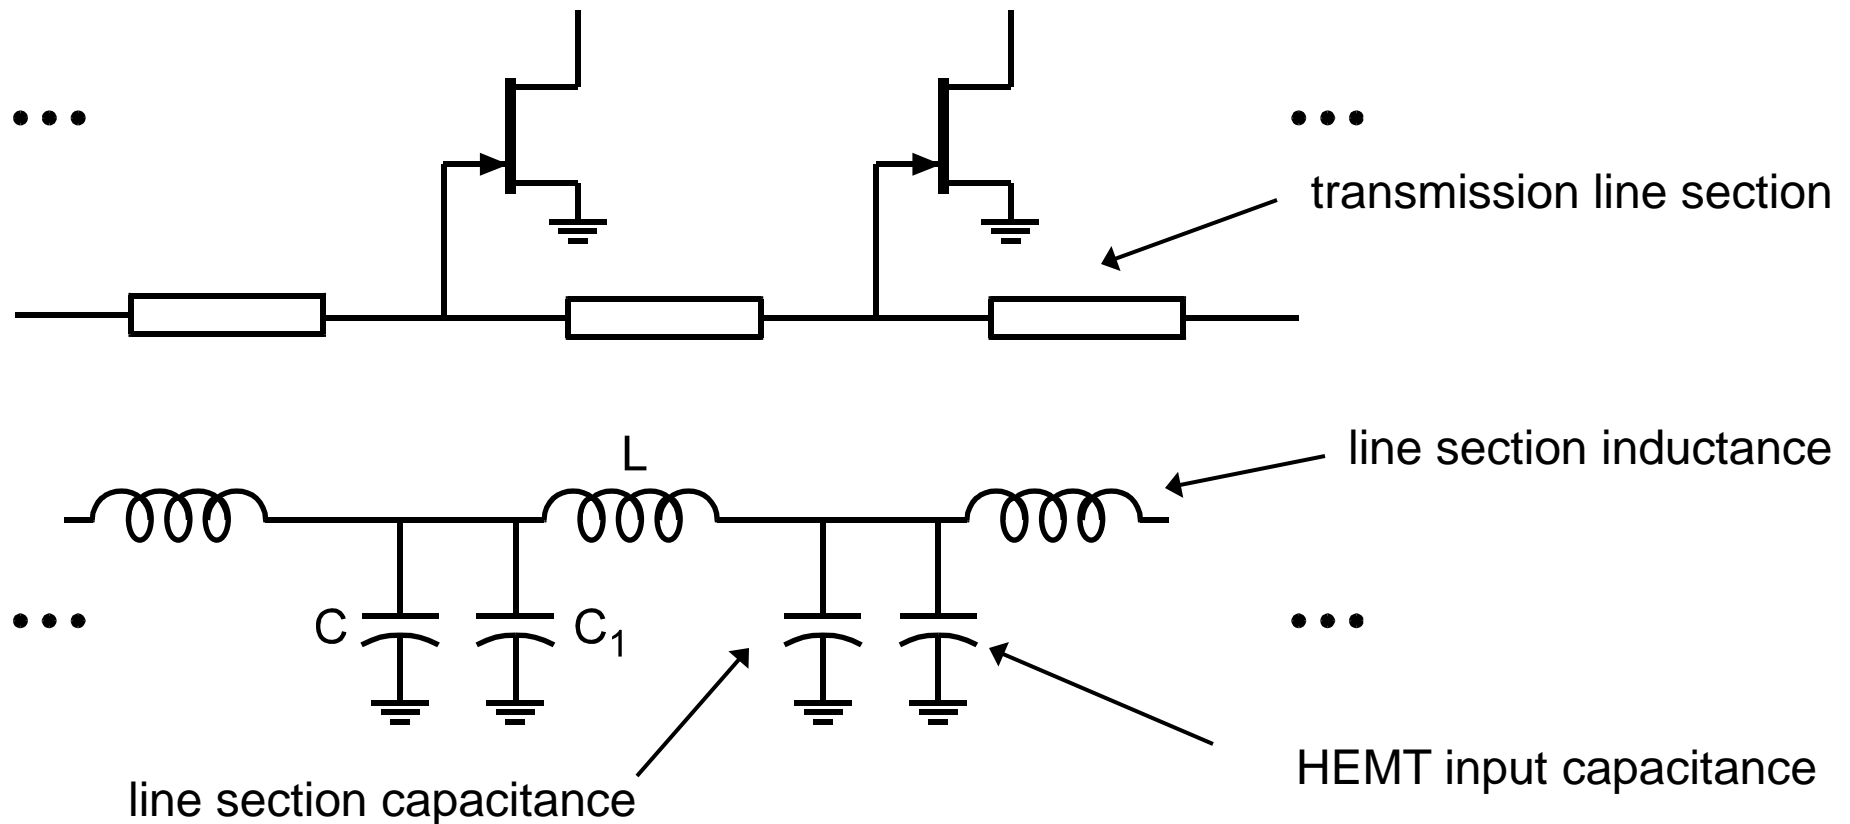 transmission line section
line section inductance
L
C
C₁
line section capacitance
HEMT input capacitance